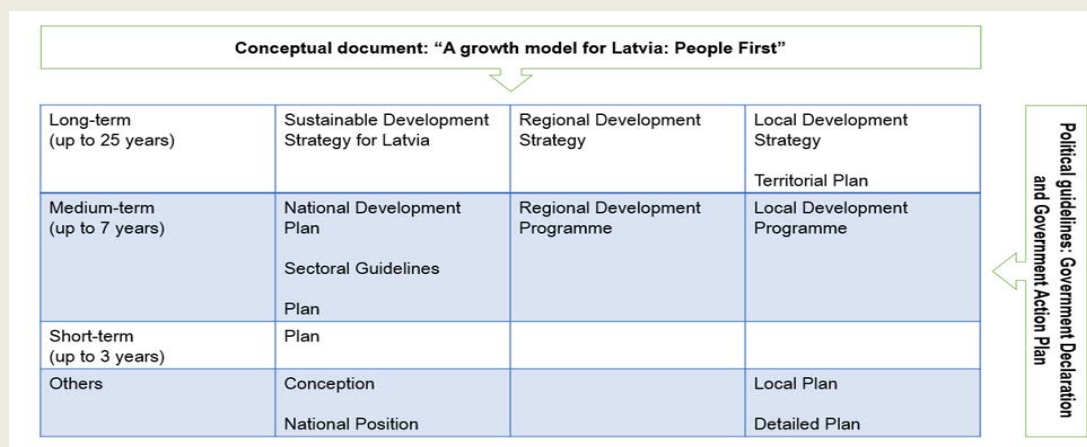 Conceptual document: “A growth model for Latvia: People First”
Long-term
(up to 25 years)
Sustainable Development
Strategy for Latvia
Regional Development
Strategy
Local Development
Strategy
Territorial Plan
Medium-term
(up to 7 years)
National Development
Plan
Sectoral Guidelines
Plan
Regional Development
Programme
Local Development
Programme
Short-term
(up to 3 years)
Plan
Others
Conception
National Position
Local Plan
Detailed Plan
Political guidelines: Government Declaration
and Government Action Plan